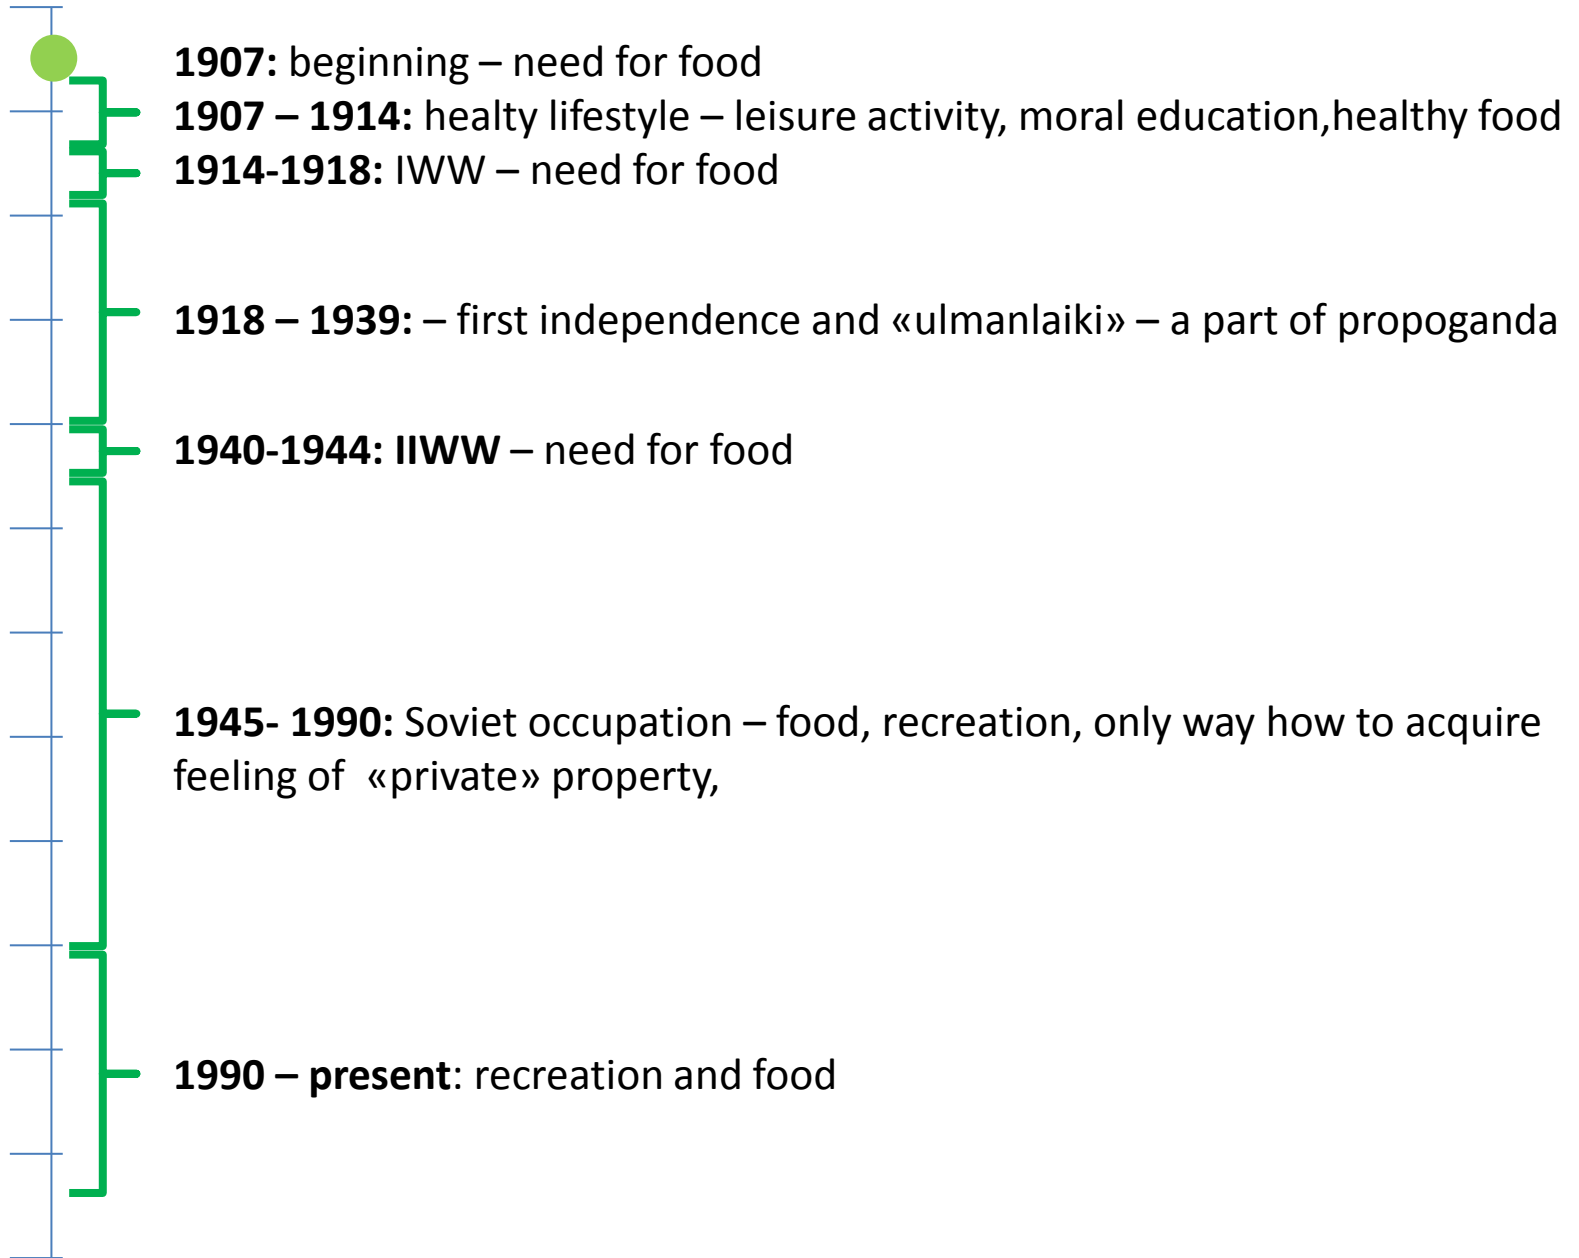 1907: beginning – need for food
1907 – 1914: healty lifestyle – leisure activity, moral education,healthy food
1914-1918: IWW – need for food
1918 – 1939: – first independence and «ulmanlaiki» – a part of propoganda
1940-1944: IIWW – need for food
1945- 1990: Soviet occupation – food, recreation, only way how to acquire
feeling of  «private» property,
1990 – present: recreation and food